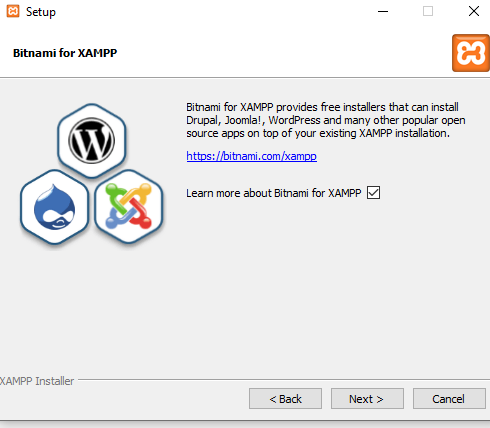 Setup
Bitnami for XAMPP
Bitnami for XAMPP provides free installers that can install
Drupal, Joomla!, WordPress and many other popular open
source apps on top of your existing XAMPP installation.
https://bitnami.com/xampp
Learn more about Bitnami for XAMPP
XAMPP Installer
< Back
Next >
Cancel